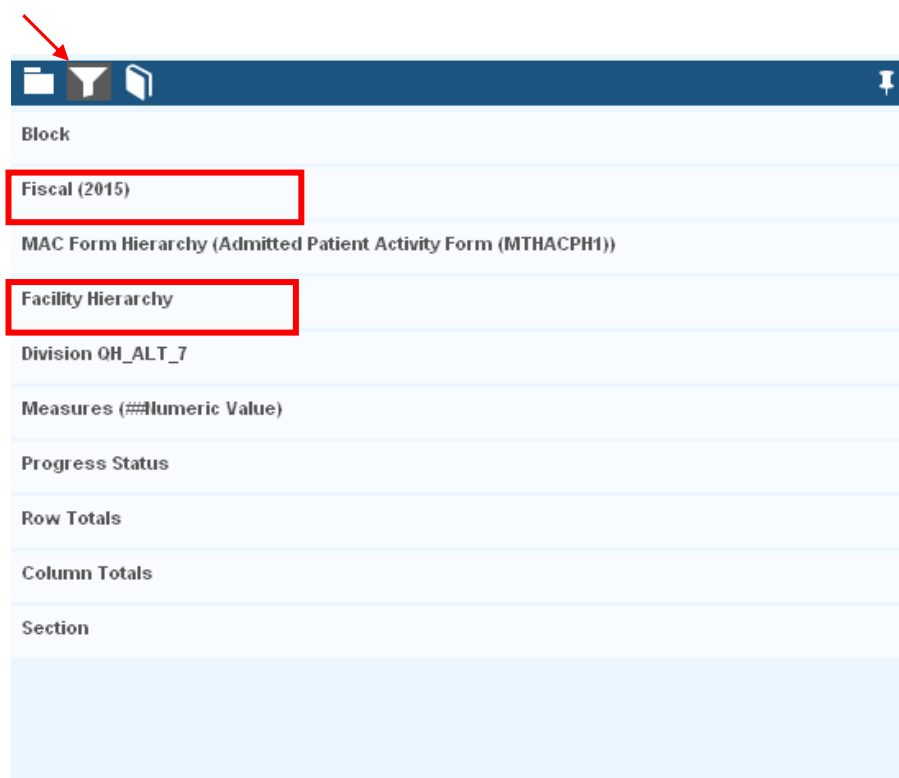 Block
Fiscal (2015)
MAC Form Hierarchy (Admitted Patient Activity Form (MTHACPH1))
Facility Hierarchy
Division QH_ALT_7
Measures (##Numeric Value)
Progress Status
Row Totals
Column Totals
Section